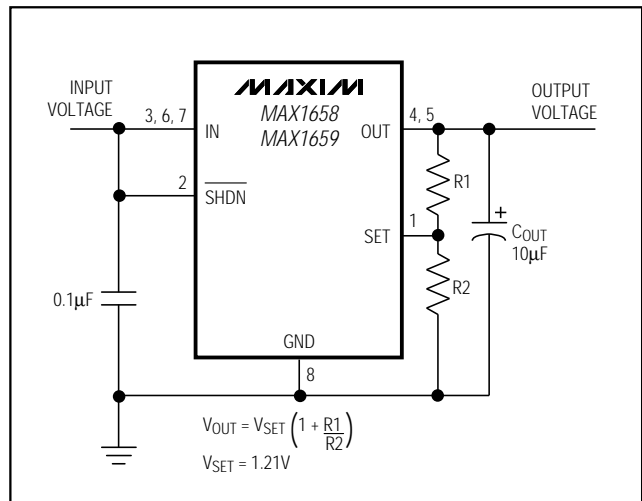 MAXIM
INPUT
VOLTAGE
OUTPUT
VOLTAGE
MAX1658
MAX1659
3, 6, 7
IN
OUT
4, 5
2
SHDN
R1
1
SET
+
COUT
10µF
R2
0.1µF
GND
8
VOUT = VSET (1 + R1/R2)
VSET = 1.21V